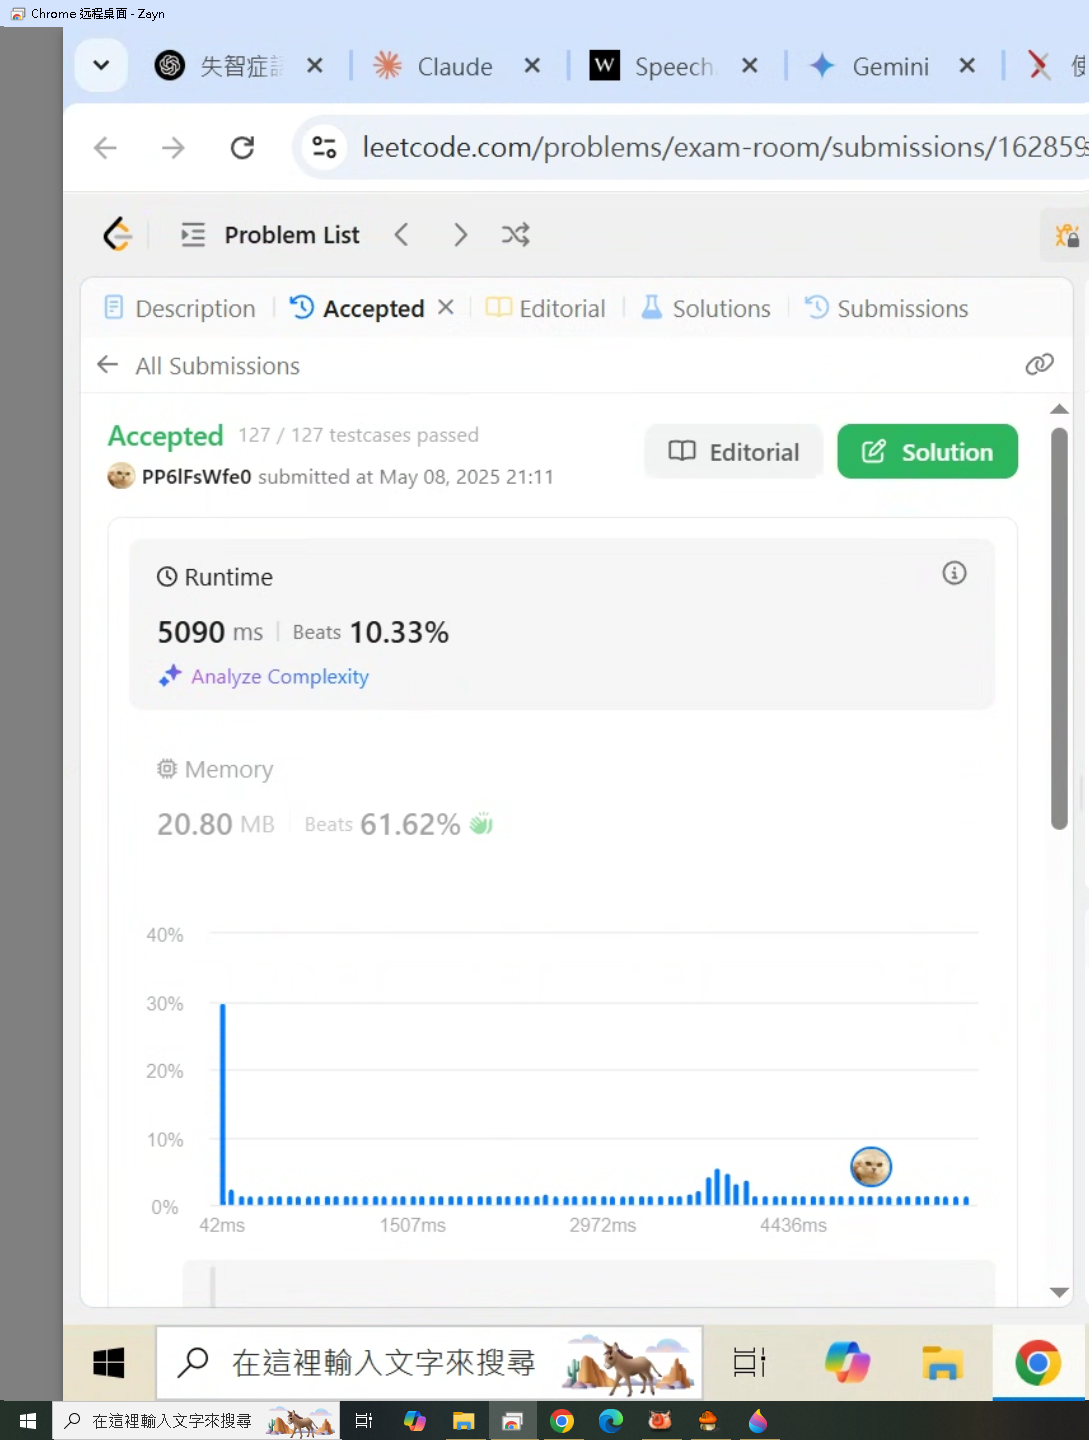 Chrome 远程桌面 - Zayn
失智症 Claude Speech Gemini
leetcode.com/problems/exam-room/submissions/162859
Problem List
Description Accepted Editorial Solutions Submissions
All Submissions
Accepted 127 / 127 testcases passed
PP6lFsWfe0 submitted at May 08, 2025 21:11
Editorial Solution
Runtime
5090 ms Beats 10.33%
Analyze Complexity
Memory
20.80 MB Beats 61.62%
40%
30%
20%
10%
0%
42ms 1507ms 2972ms 4436ms
在這裡輸入文字來搜尋
在這裡輸入文字來搜尋